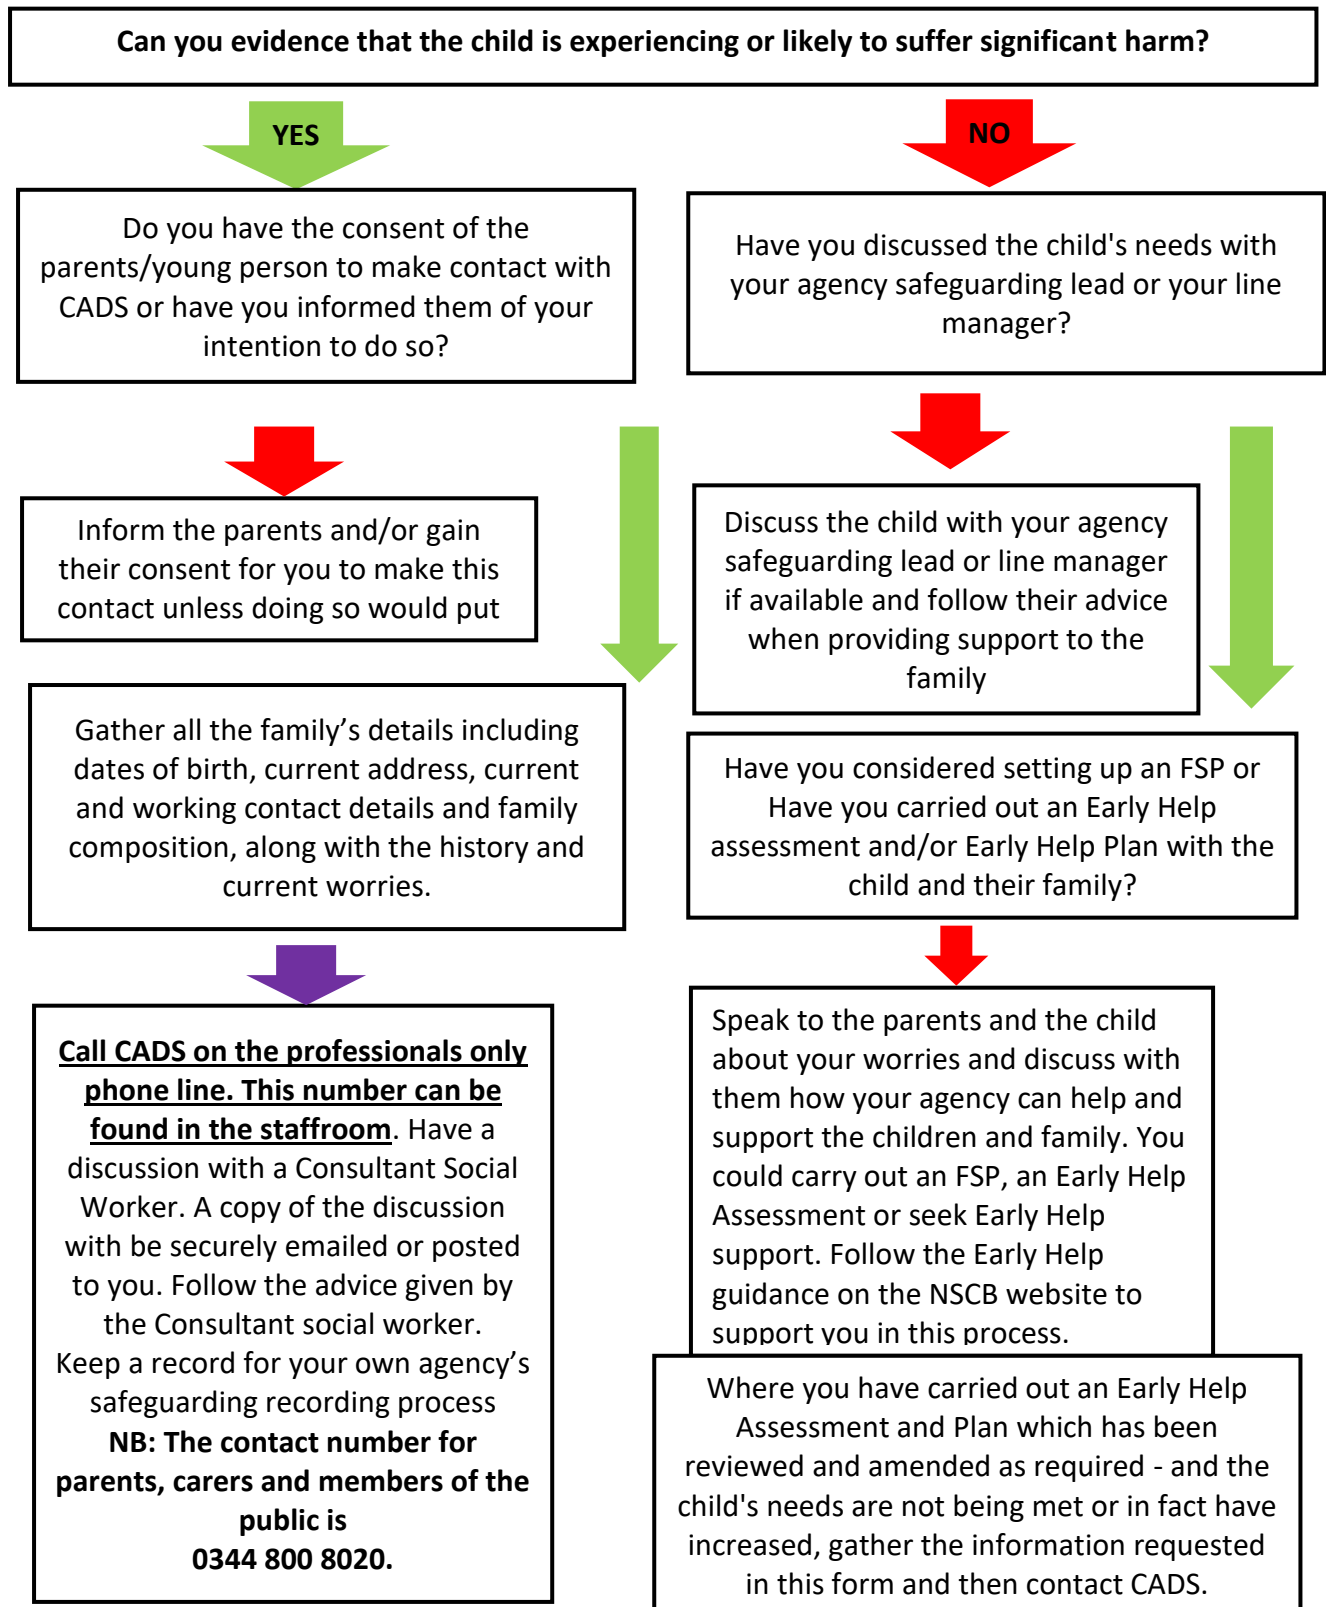 Can you evidence that the child is experiencing or likely to suffer significant harm?
YES
NO
Do you have the consent of the
parents/young person to make contact with
CADS or have you informed them of your
intention to do so?
Have you discussed the child's needs with
your agency safeguarding lead or your line
manager?
Inform the parents and/or gain
their consent for you to make this
contact unless doing so would put
Discuss the child with your agency
safeguarding lead or line manager
if available and follow their advice
when providing support to the
family
Gather all the family’s details including
dates of birth, current address, current
and working contact details and family
composition, along with the history and
current worries.
Have you considered setting up an FSP or
Have you carried out an Early Help
assessment and/or Early Help Plan with the
child and their family?
Call CADS on the professionals only
phone line. This number can be
found in the staffroom. Have a
discussion with a Consultant Social
Worker. A copy of the discussion
with be securely emailed or posted
to you. Follow the advice given by
the Consultant social worker.
Keep a record for your own agency’s
safeguarding recording process
NB: The contact number for
parents, carers and members of the
public is
0344 800 8020.
Speak to the parents and the child
about your worries and discuss with
them how your agency can help and
support the children and family. You
could carry out an FSP, an Early Help
Assessment or seek Early Help
support. Follow the Early Help
guidance on the NSCB website to
support you in this process.
Where you have carried out an Early Help
Assessment and Plan which has been
reviewed and amended as required - and the
child's needs are not being met or in fact have
increased, gather the information requested
in this form and then contact CADS.